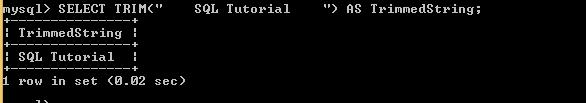 mysql> SELECT TRIM("    SQL Tutorial    ") AS TrimmedString;
+---------------+
| TrimmedString |
+---------------+
| SQL Tutorial  |
+---------------+
1 row in set (0.02 sec)